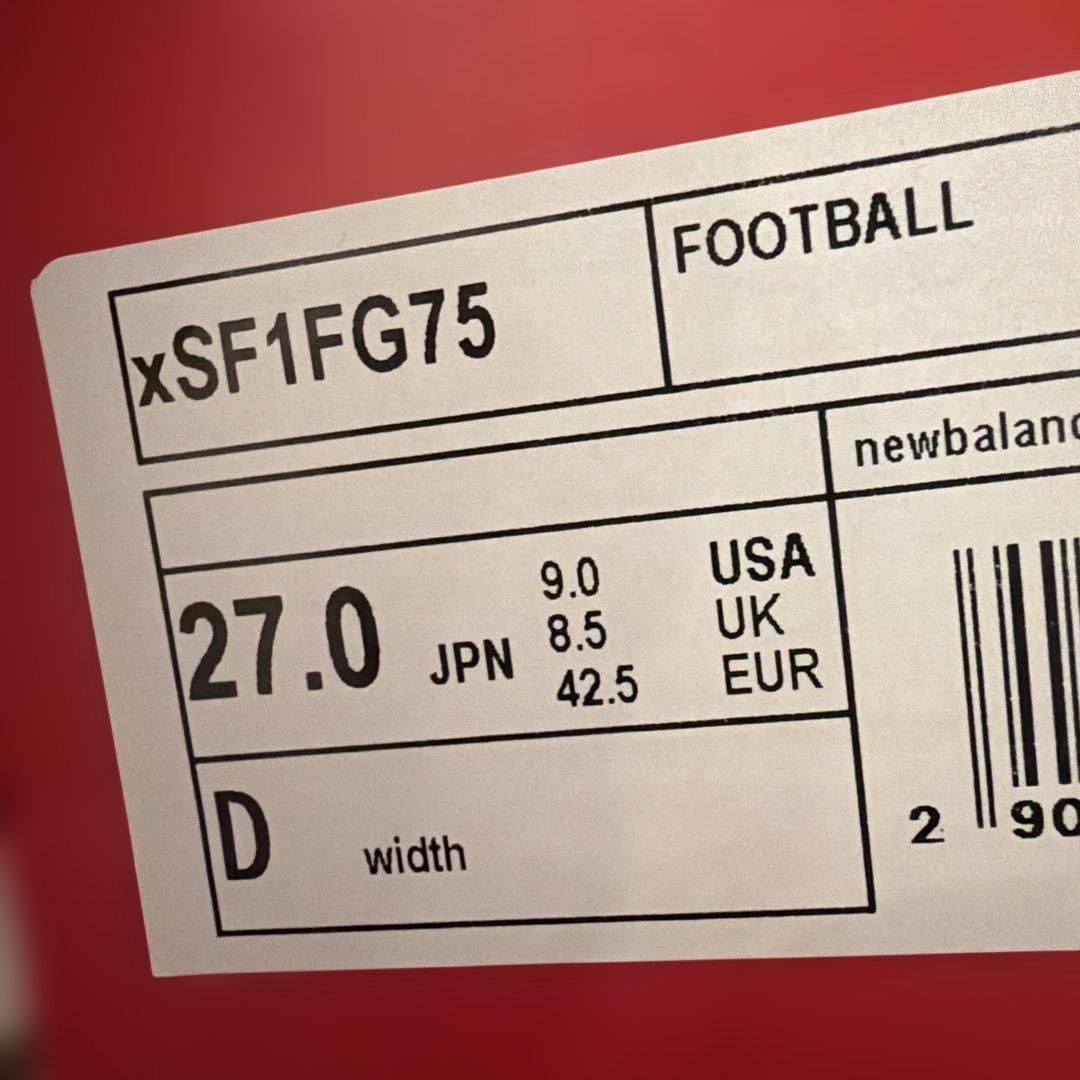 xSF1FG75
FOOTBALL
newbalanc
27.0 JPN
9.0 USA
8.5 UK
42.5 EUR
D width
2 90